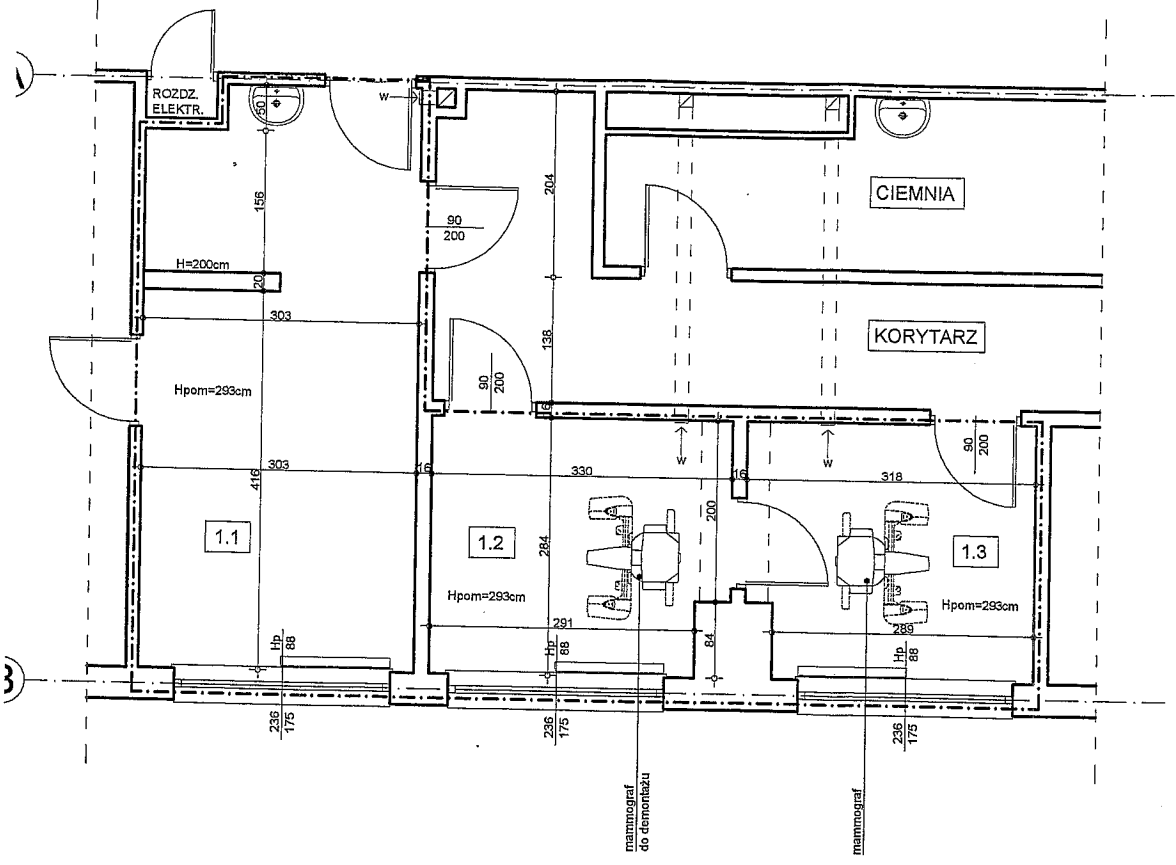 ROZDZ.
ELEKTR.
50
W
156
204
CIEMNIA
90
200
H=200cm
20
303
138
KORYTARZ
Hpom=293cm
90
200
6
90
200
W
W
303
16
330
16
318
416
200
1.1
1.2
284
1.3
Hpom=293cm
Hpom=293cm
291
84
289
Hp
88
Hp
88
Hp
88
B
236
175
236
175
236
175
mammograf
do demontażu
mammograf